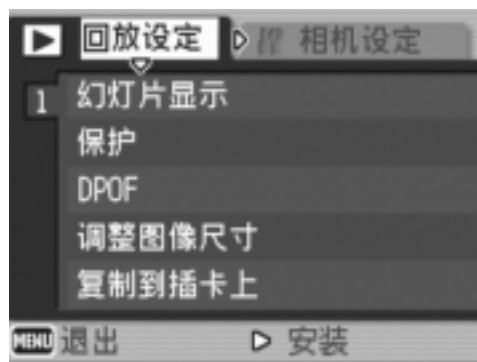 回放设定 相机设定
1 幻灯片显示
保护
DPOF
调整图像尺寸
复制到插卡上
MENU 退出 安装